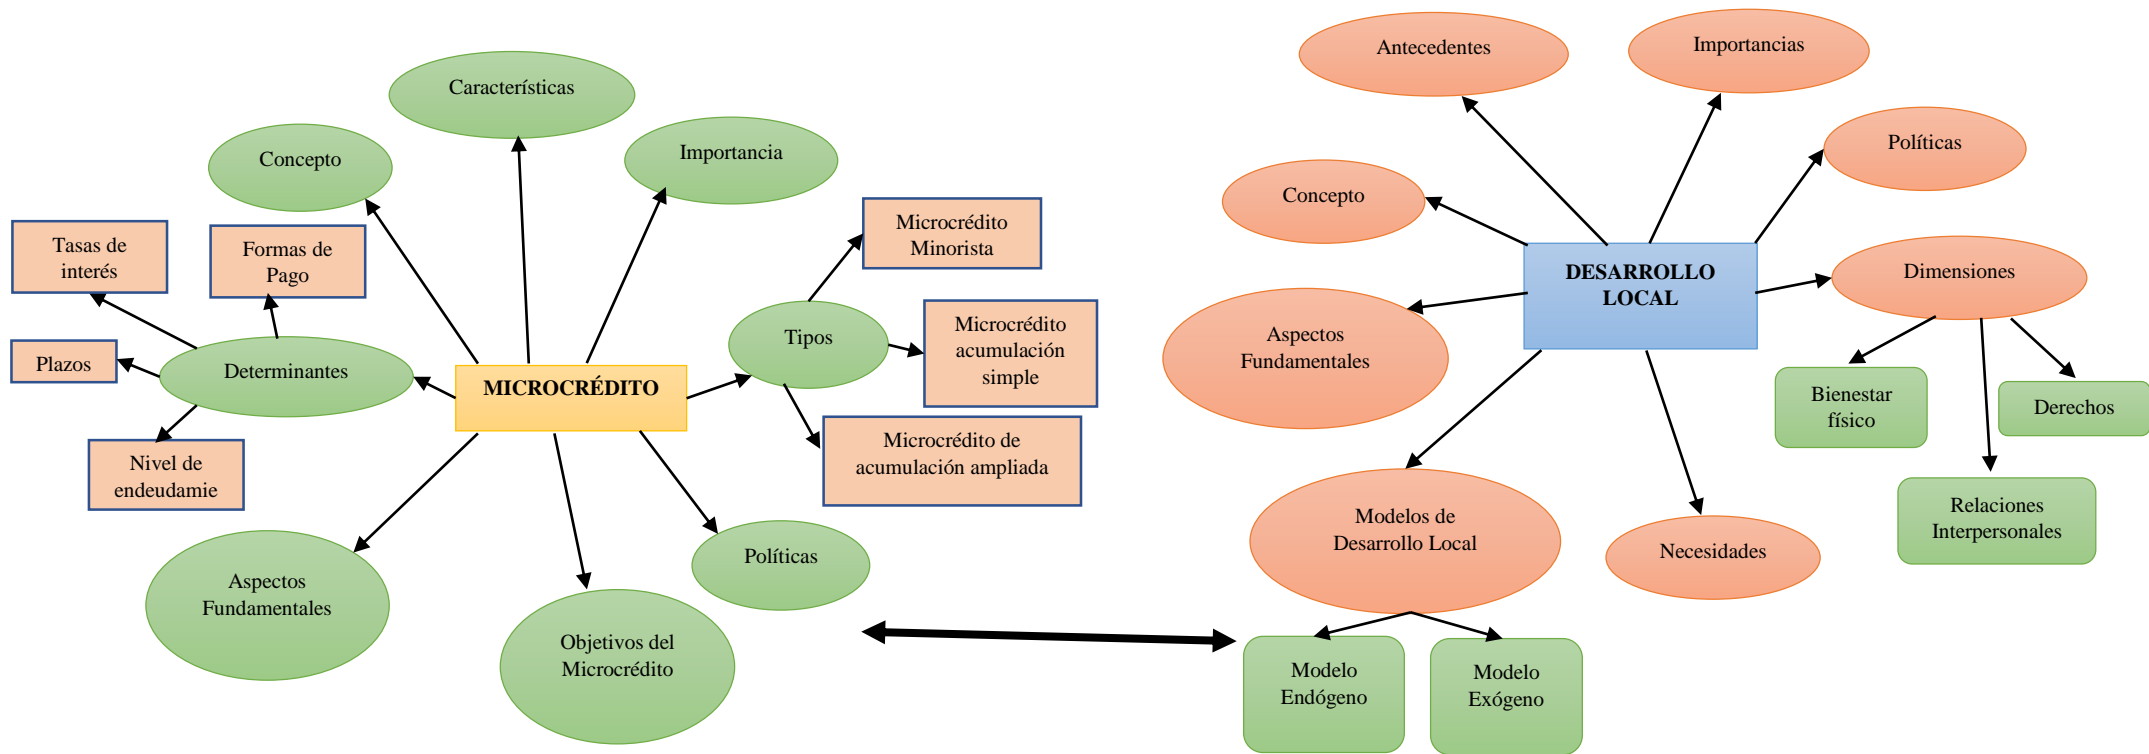 Características
Concepto
Importancia
Tasas de
interés
Formas de
Pago
Microcrédito
Minorista
Plazos
Determinantes
MICROCRÉDITO
Tipos
Microcrédito
acumulación
simple
Nivel de
endeudamie
Microcrédito de
acumulación ampliada
Aspectos
Fundamentales
Objetivos del
Microcrédito
Políticas
Antecedentes
Importancias
Políticas
Concepto
DESARROLLO
LOCAL
Dimensiones
Aspectos
Fundamentales
Bienestar
físico
Derechos
Relaciones
Interpersonales
Modelos de
Desarrollo Local
Necesidades
Modelo
Endógeno
Modelo
Exógeno